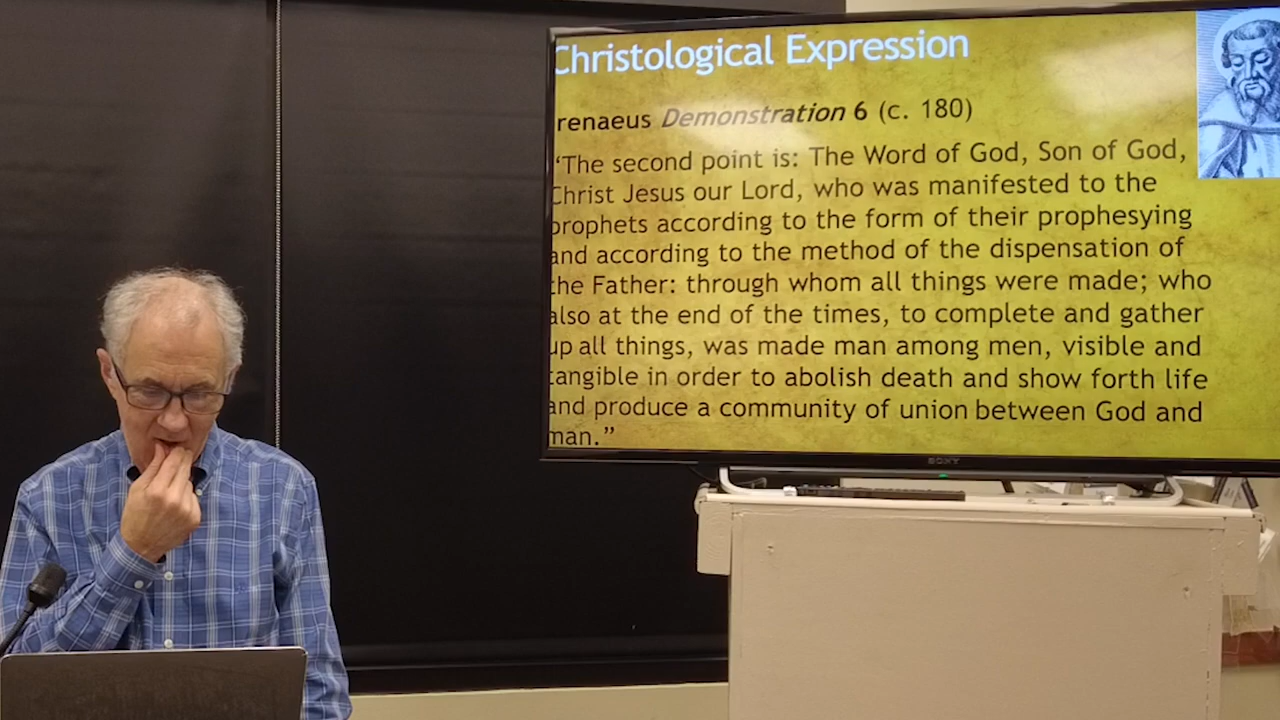 Christological Expression
renaeus Demonstration 6 (c. 180)
“The second point is: The Word of God, Son of God,
Christ Jesus our Lord, who was manifested to the
prophets according to the form of their prophesying
and according to the method of the dispensation of
the Father: through whom all things were made; who
also at the end of the times, to complete and gather
up all things, was made man among men, visible and
tangible in order to abolish death and show forth life
and produce a community of union between God and
man.”
SONY